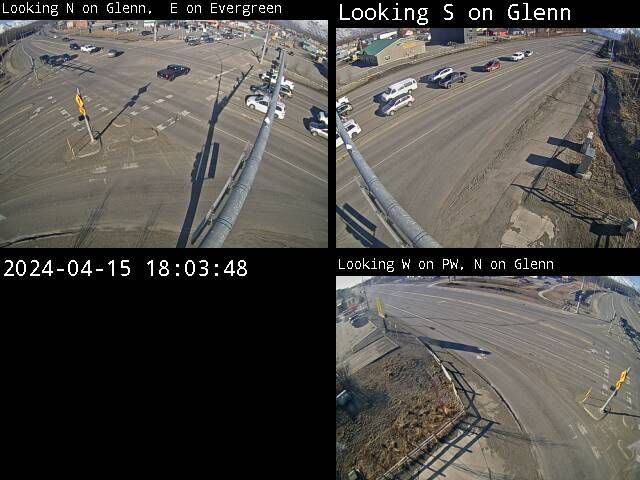 Looking N on Glenn,  E on Evergreen
Looking S on Glenn
2024-04-15 18:03:48
Looking W on PW, N on Glenn